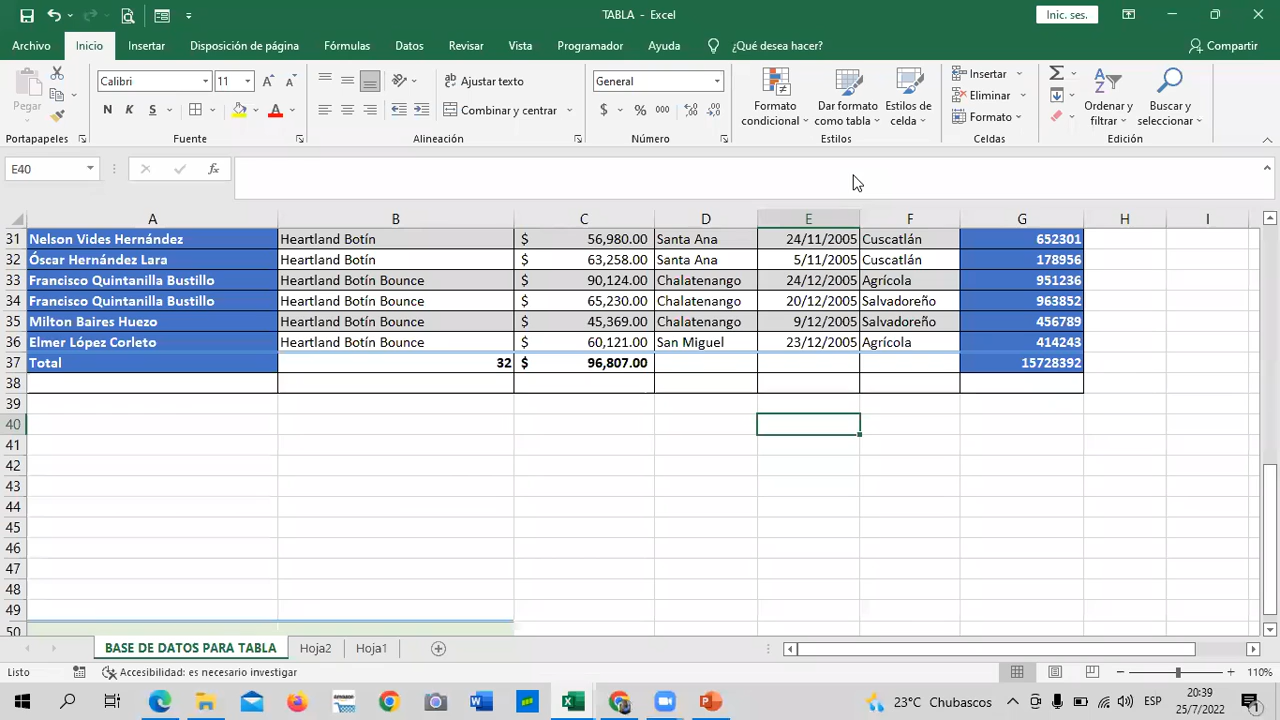 TABLA - Excel
Inic. ses.
Archivo Inicio Insertar Disposición de página Fórmulas Datos Revisar Vista Programador Ayuda ¿Qué desea hacer? Compartir
Pegar
Calibri 11
N K S
Ajustar texto
Combinar y centrar
General
$ % 000
Formato condicional
Dar formato como tabla
Estilos de celda
Insertar
Eliminar
Formato
Ordenar y filtrar
Buscar y seleccionar
Portapapeles Fuente Alineación Número Estilos Celdas Edición
E40 fx
A B C D E F G H I
31 Nelson Vides Hernández Heartland Botín $ 56,980.00 Santa Ana 24/11/2005 Cuscatlán 652301
32 Óscar Hernández Lara Heartland Botín $ 63,258.00 Santa Ana 5/11/2005 Cuscatlán 178956
33 Francisco Quintanilla Bustillo Heartland Botín Bounce $ 90,124.00 Chalatenango 24/12/2005 Agrícola 951236
34 Francisco Quintanilla Bustillo Heartland Botín Bounce $ 65,230.00 Chalatenango 20/12/2005 Salvadoreño 963852
35 Milton Baires Huezo Heartland Botín Bounce $ 45,369.00 Chalatenango 9/12/2005 Salvadoreño 456789
36 Elmer López Corleto Heartland Botín Bounce $ 60,121.00 San Miguel 23/12/2005 Agrícola 414243
37 Total 32 $ 96,807.00 15728392
38
39
40
41
42
43
44
45
46
47
48
49
50
BASE DE DATOS PARA TABLA Hoja2 Hoja1
Listo Accesibilidad: es necesario investigar 110%
23°C Chubascos ESP 20:39
25/7/2022